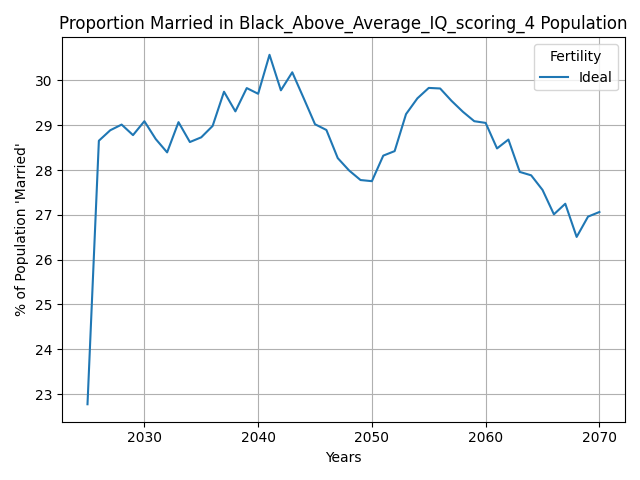 Proportion Married in Black_Above_Average_IQ_scoring_4 Population
Fertility
Ideal
% of Population 'Married'
30
29
28
27
26
25
24
23
2030 2040 2050 2060 2070
Years